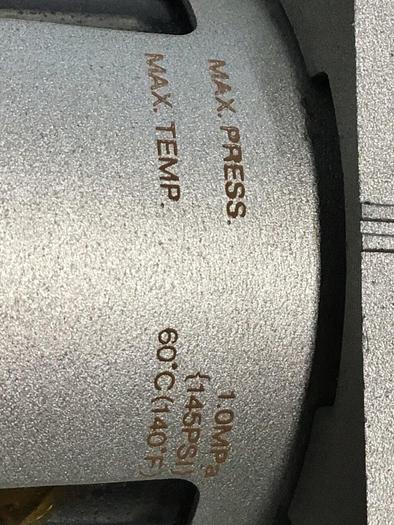 MAX. PRESS. 1.0MPa
{145PSI}
MAX. TEMP. 60°C(140°F)